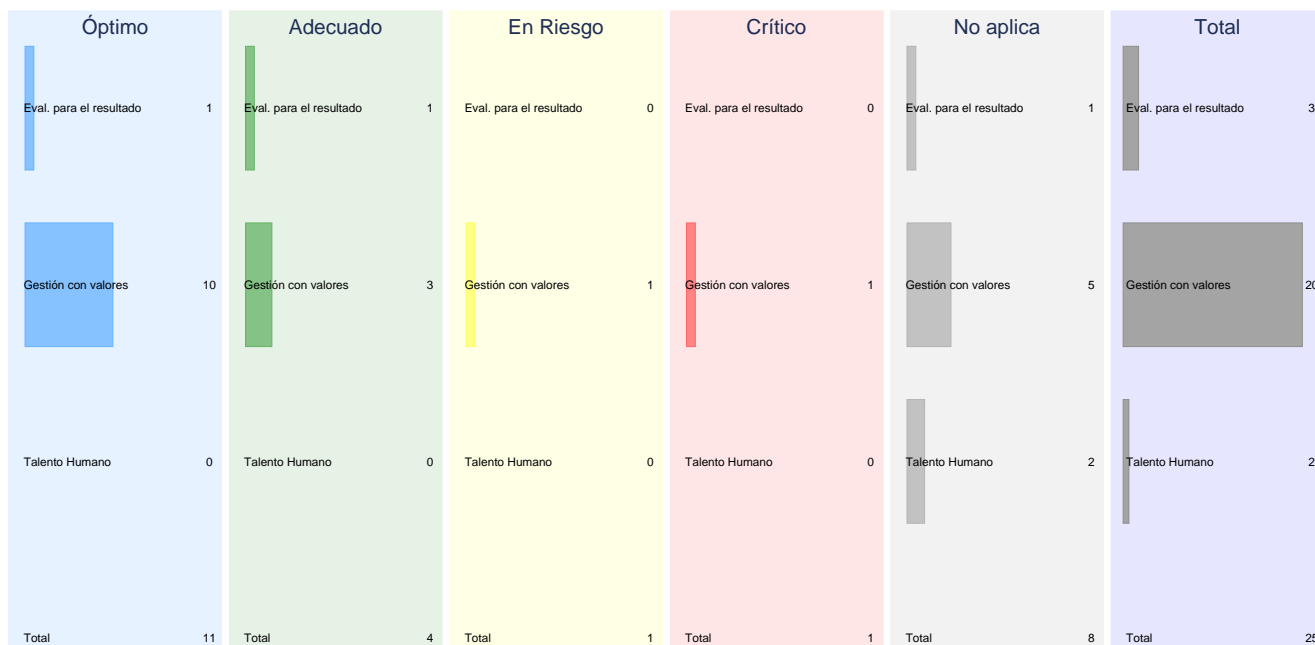 Óptimo Adecuado En Riesgo Crítico No aplica Total
Eval. para el resultado 1 Eval. para el resultado 1 Eval. para el resultado 0 Eval. para el resultado 0 Eval. para el resultado 1 Eval. para el resultado 3
Gestión con valores 10 Gestión con valores 3 Gestión con valores 1 Gestión con valores 1 Gestión con valores 5 Gestión con valores 20
Talento Humano 0 Talento Humano 0 Talento Humano 0 Talento Humano 0 Talento Humano 2 Talento Humano 2
Total 11 Total 4 Total 1 Total 1 Total 8 Total 25